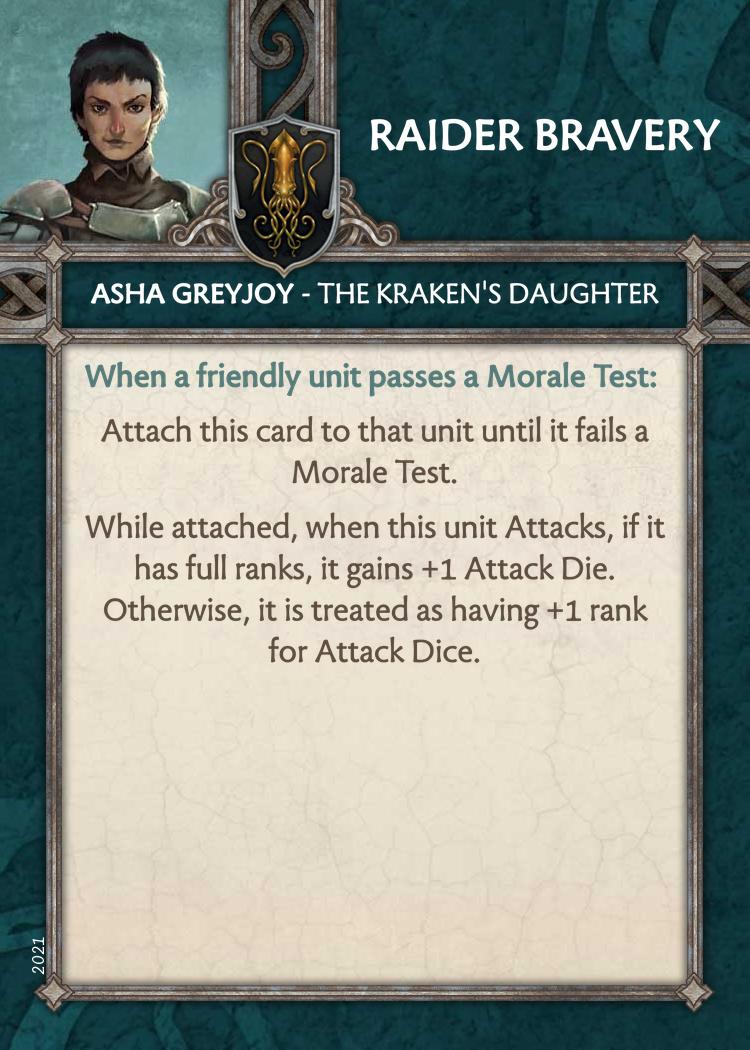 RAIDER BRAVERY
ASHA GREYJOY - THE KRAKEN'S DAUGHTER
When a friendly unit passes a Morale Test:
Attach this card to that unit until it fails a
Morale Test.
While attached, when this unit Attacks, if it
has full ranks, it gains +1 Attack Die.
Otherwise, it is treated as having +1 rank
for Attack Dice.
2021